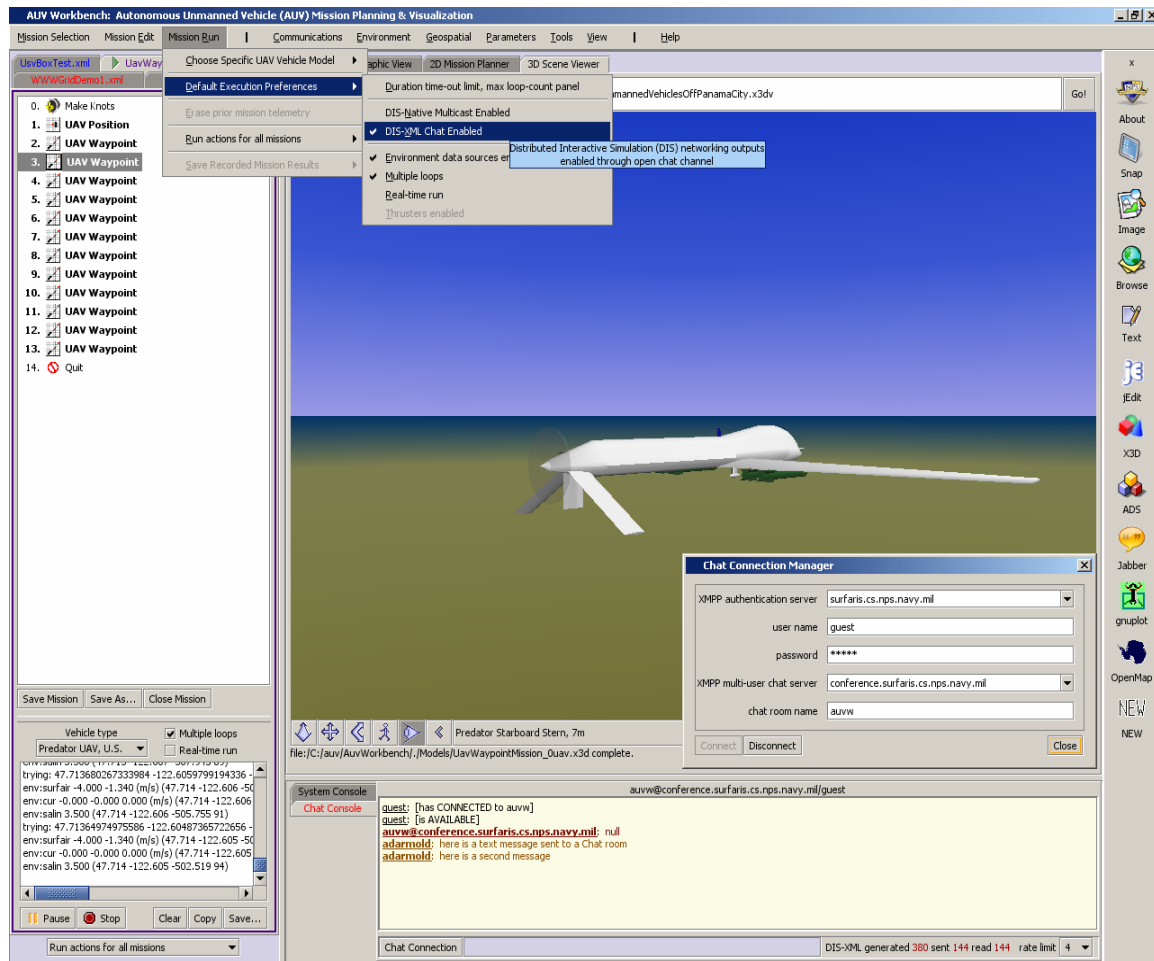 AUV Workbench: Autonomous Unmanned Vehicle (AUV) Mission Planning & Visualization
Mission Selection Mission Edit Mission Run | Communications Environment Geospatial Parameters Tools View | Help
UsvBoxTest.xml UavWay
WWWGridDemo1.xml
Choose Specific UAV Vehicle Model
Default Execution Preferences
Erase prior mission telemetry
Run actions for all missions
Save Recorded Mission Results
aphic View 2D Mission Planner 3D Scene Viewer
Duration time-out limit, max loop-count panel
DIS-Native Multicast Enabled
DIS-XML Chat Enabled
Environment data sources en
Multiple loops
Real-time run
Thrusters enabled
Distributed Interactive Simulation (DIS) networking outputs
enabled through open chat channel
mannedVehiclesOffPanamaCity.x3dv Go!
0. Make Knots
1. UAV Position
2. UAV Waypoint
3. UAV Waypoint
4. UAV Waypoint
5. UAV Waypoint
6. UAV Waypoint
7. UAV Waypoint
8. UAV Waypoint
9. UAV Waypoint
10. UAV Waypoint
11. UAV Waypoint
12. UAV Waypoint
13. UAV Waypoint
14. Quit
Save Mission Save As... Close Mission
Vehicle type Multiple loops
Predator UAV, U.S. Real-time run
trying: 47.713680267333984 -122.6059799194336 -
env:surfair -4.000 -1.340 (m/s) (47.714 -122.606 -50
env:cur -0.000 -0.000 0.000 (m/s) (47.714 -122.606
env:salin 3.500 (47.714 -122.606 -505.755 91)
trying: 47.71364974975586 -122.60487365722656 -
env:surfair -4.000 -1.340 (m/s) (47.714 -122.605 -50
env:cur -0.000 -0.000 0.000 (m/s) (47.714 -122.605
env:salin 3.500 (47.714 -122.605 -502.519 94)
Pause Stop Clear Copy Save...
Run actions for all missions
Predator Starboard Stern, 7m
file:/C:/auv/AuvWorkbench/./Models/UavWaypointMission_0uav.x3d complete.
Chat Connection Manager
XMPP authentication server surfaris.cs.nps.navy.mil
user name guest
password *****
XMPP multi-user chat server conference.surfaris.cs.nps.navy.mil
chat room name auvw
Connect Disconnect Close
System Console auvw@conference.surfaris.cs.nps.navy.mil/guest
Chat Console
guest: [has CONNECTED to auvw]
guest: [is AVAILABLE]
auvw@conference.surfaris.cs.nps.navy.mil: null
adarmold: here is a text message sent to a Chat room
adarmold: here is a second message
Chat Connection DIS-XML generated 380 sent 144 read 144 rate limit 4
x
About
Snap
Image
Browse
Text
jEdit
X3D
ADS
Jabber
gnuplot
OpenMap
NEW
NEW